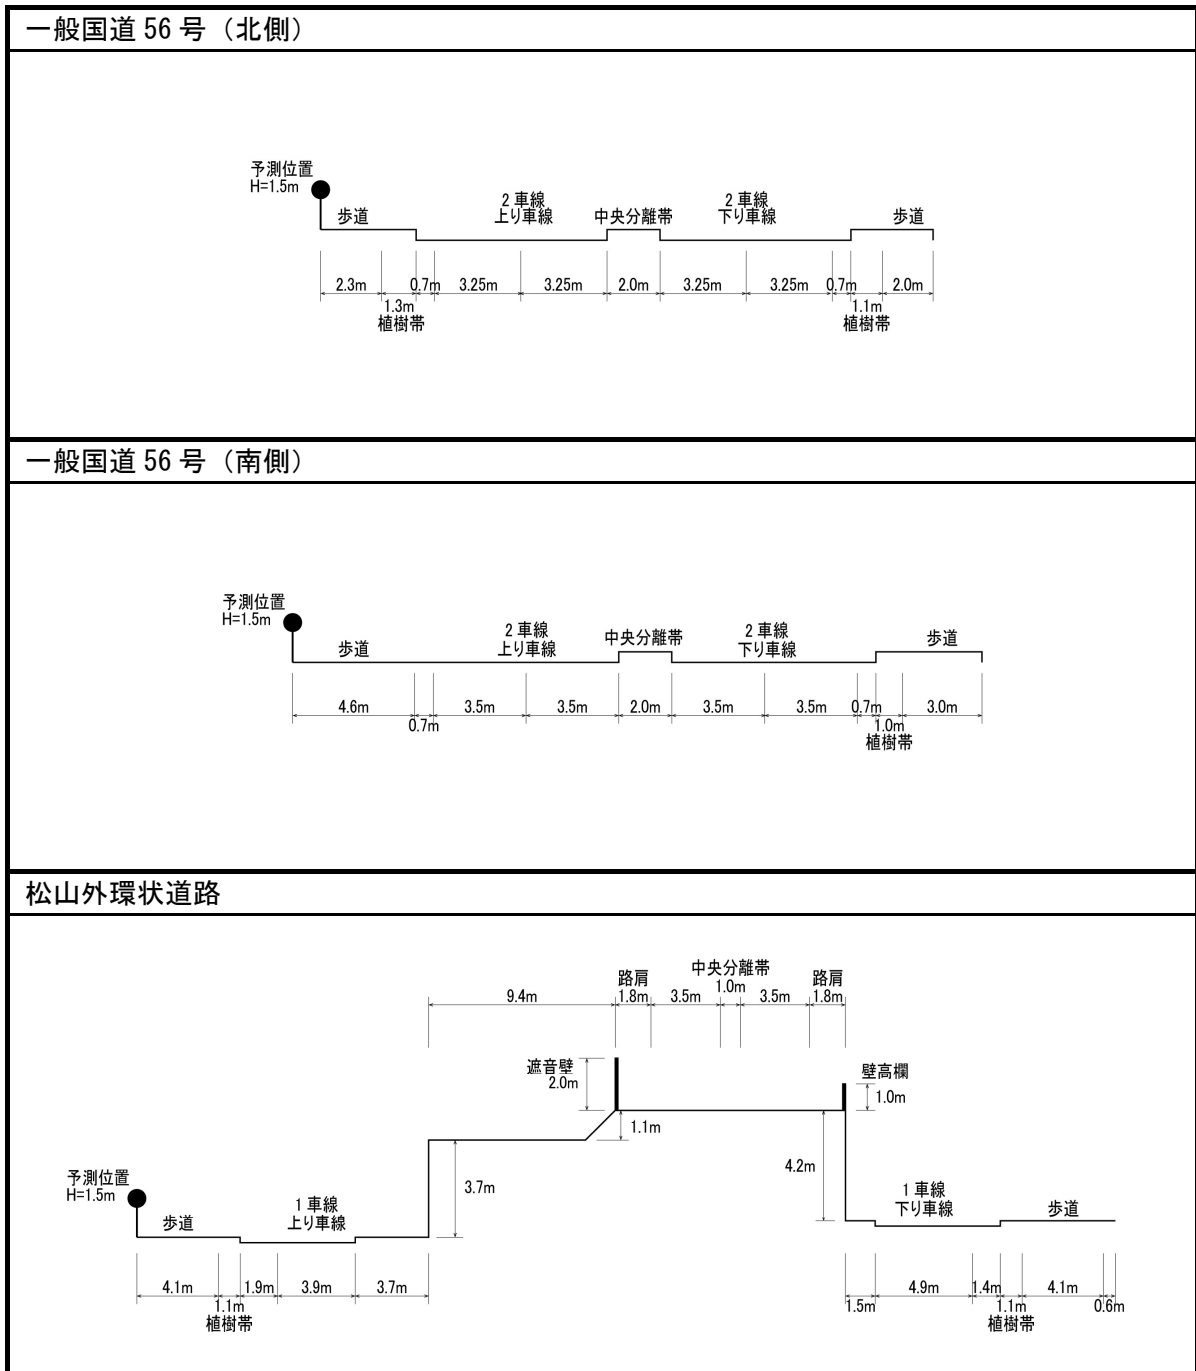 一般国道 56 号（北側）
予測位置
H=1.5m
歩道
2 車線
上り車線
中央分離帯
2 車線
下り車線
歩道
2.3m
0.7m
3.25m
3.25m
2.0m
3.25m
3.25m
0.7m
2.0m
1.3m
植樹帯
1.1m
植樹帯
一般国道 56 号（南側）
予測位置
H=1.5m
歩道
2 車線
上り車線
中央分離帯
2 車線
下り車線
歩道
4.6m
3.5m
3.5m
2.0m
3.5m
3.5m
0.7m
3.0m
0.7m
1.0m
植樹帯
松山外環状道路
9.4m
路肩
1.8m
3.5m
中央分離帯
1.0m
3.5m
路肩
1.8m
遮音壁
2.0m
壁高欄
1.0m
1.1m
4.2m
3.7m
予測位置
H=1.5m
歩道
1 車線
上り車線
1 車線
下り車線
歩道
4.1m
1.9m
3.9m
3.7m
1.1m
植樹帯
4.9m
1.4m
4.1m
1.5m
1.1m
植樹帯
0.6m